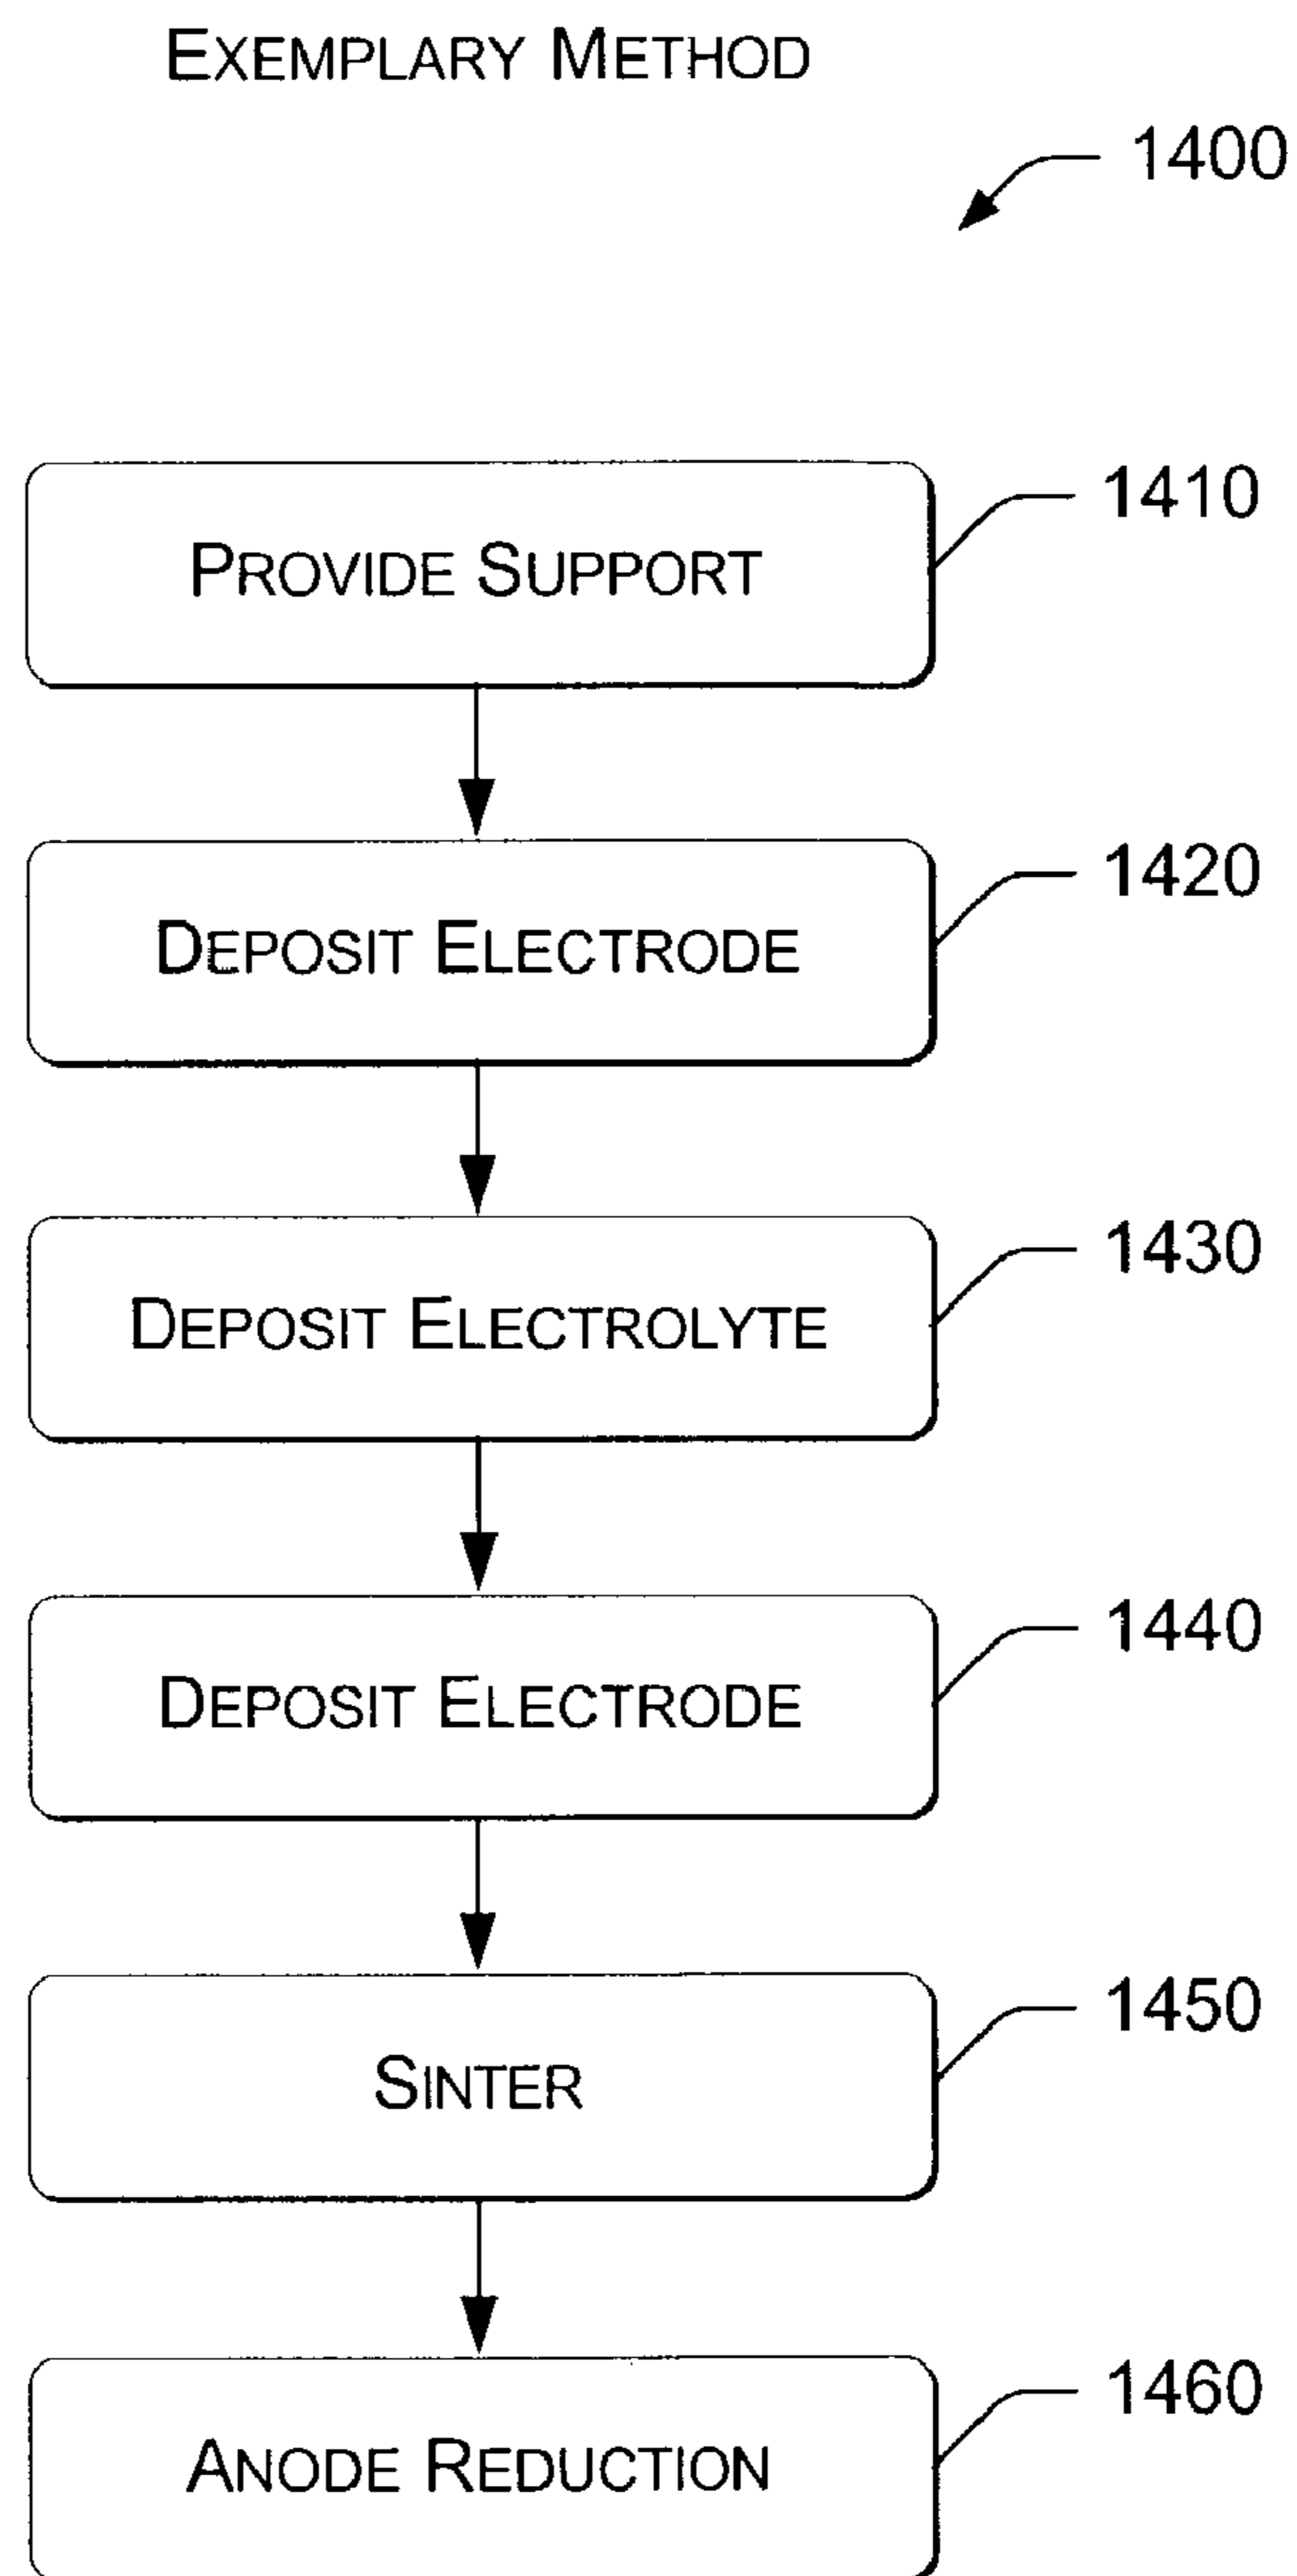 EXEMPLARY METHOD
1400
PROVIDE SUPPORT
1410
DEPOSIT ELECTRODE
1420
DEPOSIT ELECTROLYTE
1430
DEPOSIT ELECTRODE
1440
SINTER
1450
ANODE REDUCTION
1460